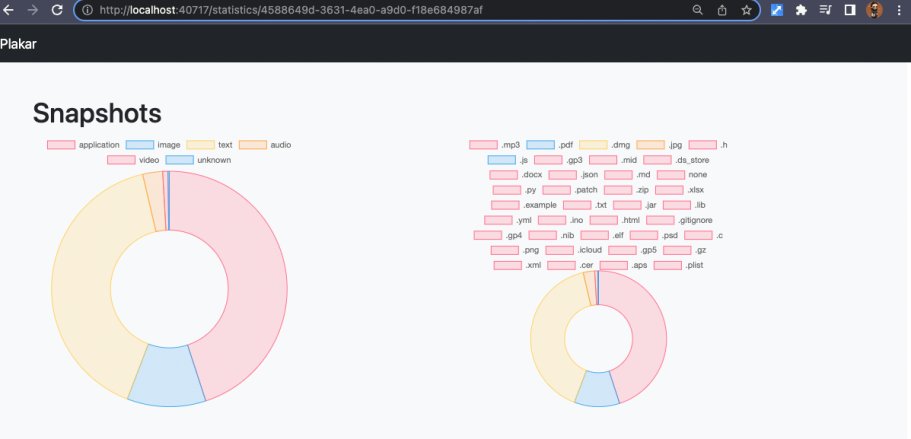 http://localhost:40717/statistics/4588649d-3631-4ea0-a9d0-f18e684987af
Plakar
Snapshots
application image text audio
video unknown
.mp3 .pdf .dmg .jpg .h
.js .gp3 .mid .ds_store
.docx .json .md none
.py .patch .zip .xlsx
.example .txt .jar .lib
.yml .ino .html .gitignore
.gp4 .nib .elf .psd .c
.png .icloud .gp5 .gz
.xml .cer .aps .plist